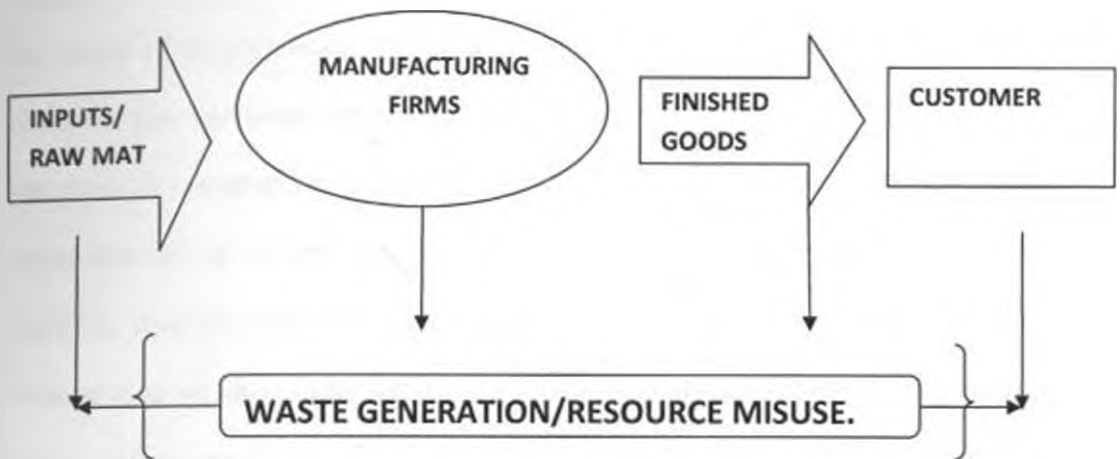 INPUTS/
RAW MAT
MANUFACTURING
FIRMS
FINISHED
GOODS
CUSTOMER
WASTE GENERATION/RESOURCE MISUSE.